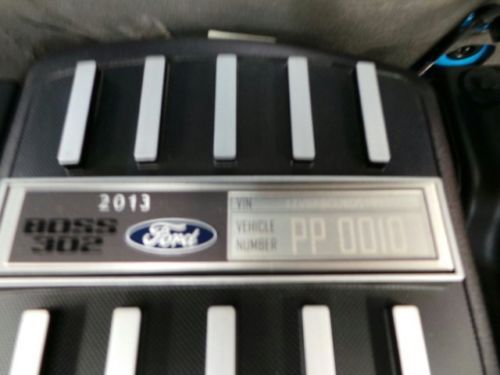 2013
BOSS
302
Ford
VIN
VEHICLE
NUMBER
PP 0010